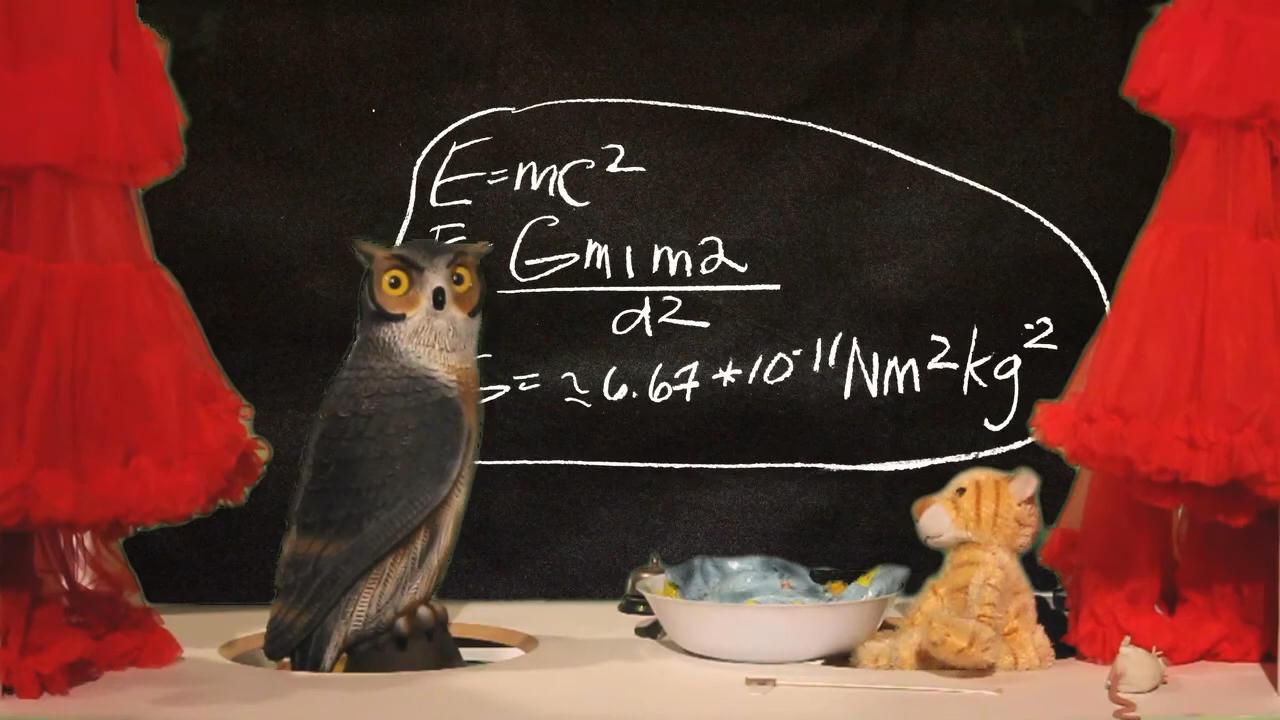 E=mc²
Gm1m2
d2
G= ≃6.67*10⁻¹¹Nm²kg⁻²